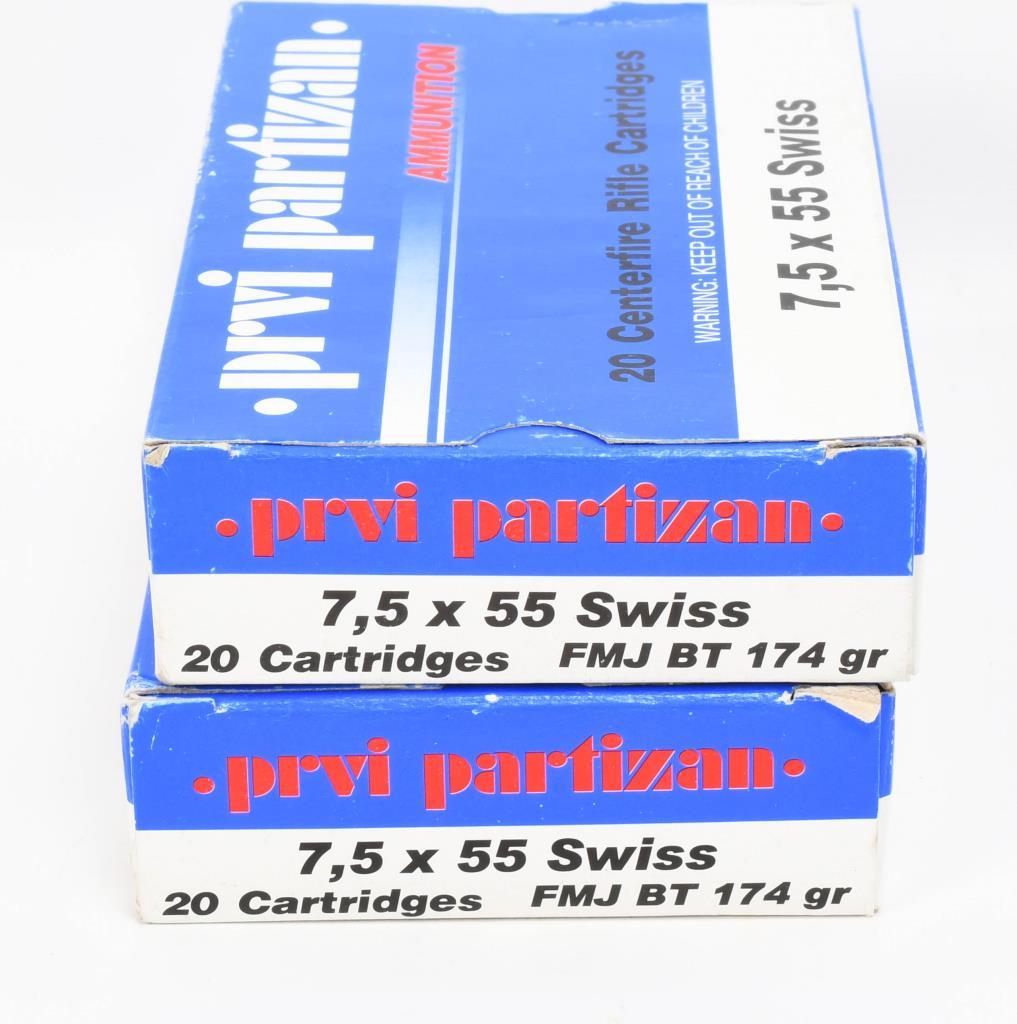 prvi partizan
AMMUNITION
20 Centerfire Rifle Cartridges
WARNING: KEEP OUT OF REACH OF CHILDREN
7,5 x 55 Swiss
•prvi partizan•
7,5 x 55 Swiss
20 Cartridges FMJ BT 174 gr
•prvi partizan•
7,5 x 55 Swiss
20 Cartridges FMJ BT 174 gr